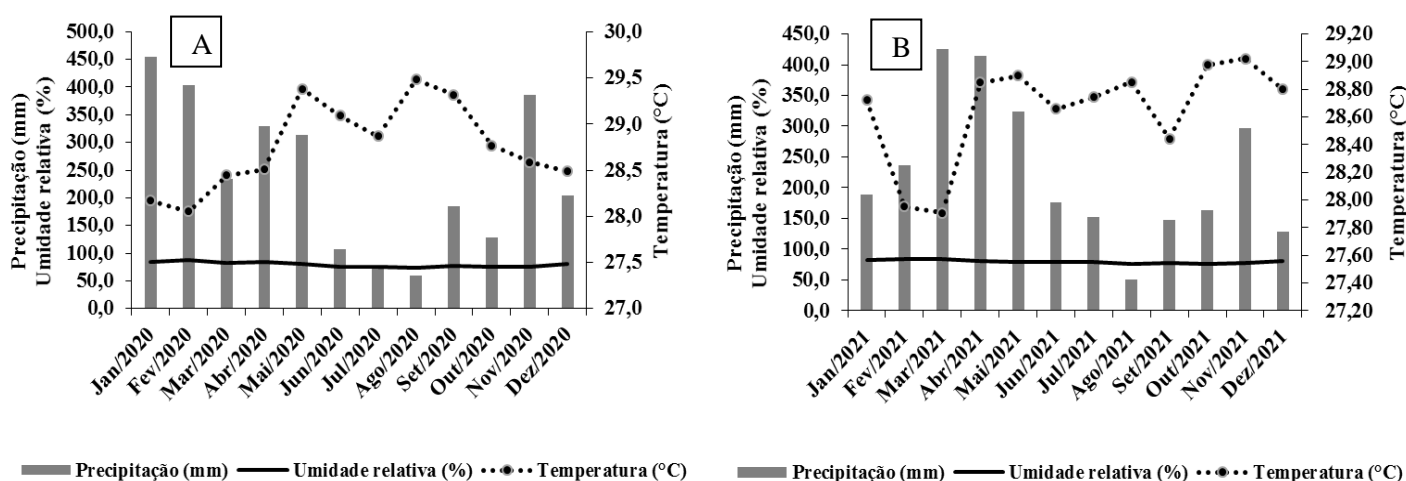 A
Precipitação (mm)
Umidade relativa (%)
500,0
450,0
400,0
350,0
300,0
250,0
200,0
150,0
100,0
50,0
0,0
30,0
29,5
29,0
28,5
28,0
27,5
27,0
Temperatura (°C)
Jan/2020
Fev/2020
Mar/2020
Abr/2020
Mai/2020
Jun/2020
Jul/2020
Ago/2020
Set/2020
Out/2020
Nov/2020
Dez/2020
Precipitação (mm) Umidade relativa (%) Temperatura (°C)
B
Precipitação (mm)
Umidade relativa (%)
450,0
400,0
350,0
300,0
250,0
200,0
150,0
100,0
50,0
0,0
29,20
29,00
28,80
28,60
28,40
28,20
28,00
27,80
27,60
27,40
27,20
Temperatura (°C)
Jan/2021
Fev/2021
Mar/2021
Abr/2021
Mai/2021
Jun/2021
Jul/2021
Ago/2021
Set/2021
Out/2021
Nov/2021
Dez/2021
Precipitação (mm) Umidade relativa (%) Temperatura (°C)